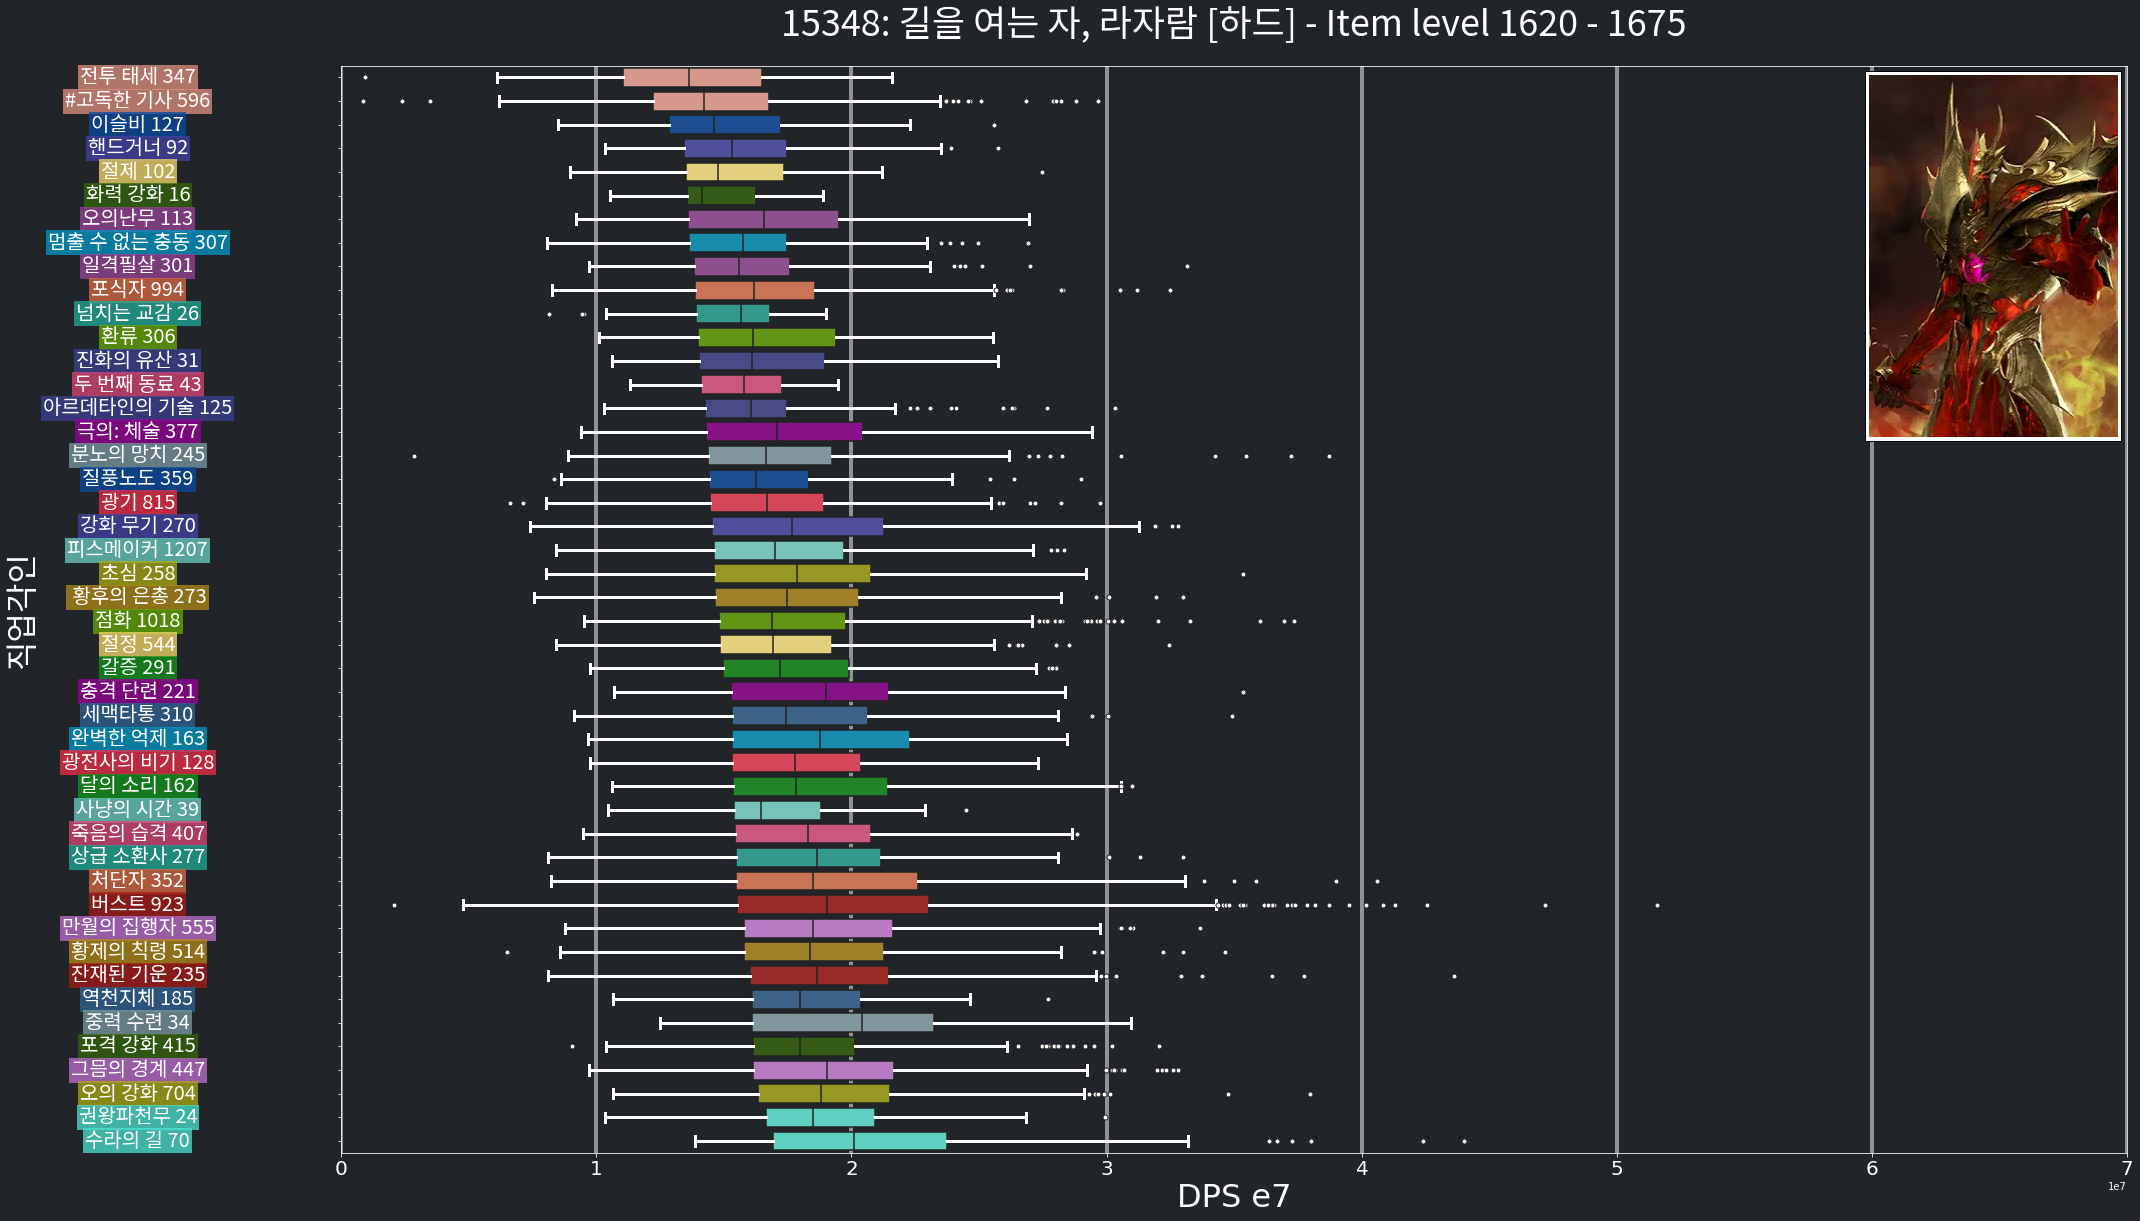 15348: 길을 여는 자, 라자람 [하드] - Item level 1620 - 1675
직업각인
전투 태세 347
#고독한 기사 596
이슬비 127
핸드거너 92
절제 102
화력 강화 16
오의난무 113
멈출 수 없는 충동 307
일격필살 301
포식자 994
넘치는 교감 26
환류 306
진화의 유산 31
두 번째 동료 43
아르데타인의 기술 125
극의: 체술 377
분노의 망치 245
질풍노도 359
광기 815
강화 무기 270
피스메이커 1207
초심 258
황후의 은총 273
점화 1018
절정 544
갈증 291
충격 단련 221
세맥타통 310
완벽한 억제 163
광전사의 비기 128
달의 소리 162
사냥의 시간 39
죽음의 습격 407
상급 소환사 277
처단자 352
버스트 923
만월의 집행자 555
황제의 칙령 514
잔재된 기운 235
역천지체 185
중력 수련 34
포격 강화 415
그믐의 경계 447
오의 강화 704
권왕파천무 24
수라의 길 70
0 1 2 3 4 5 6 7
DPS e7
1e7